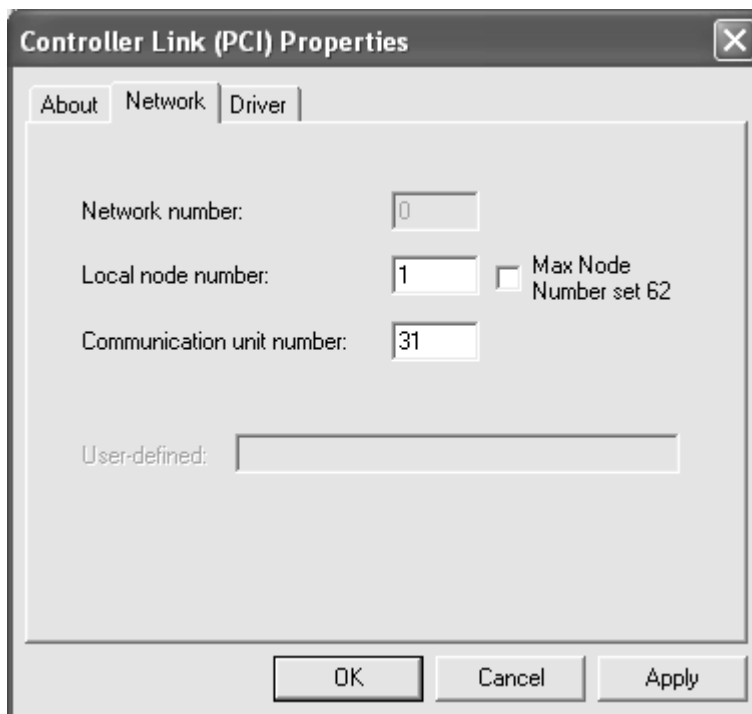 Controller Link (PCI) Properties
About Network Driver
Network number: 0
Local node number: 1 Max Node
Number set 62
Communication unit number: 31
User-defined:
OK Cancel Apply